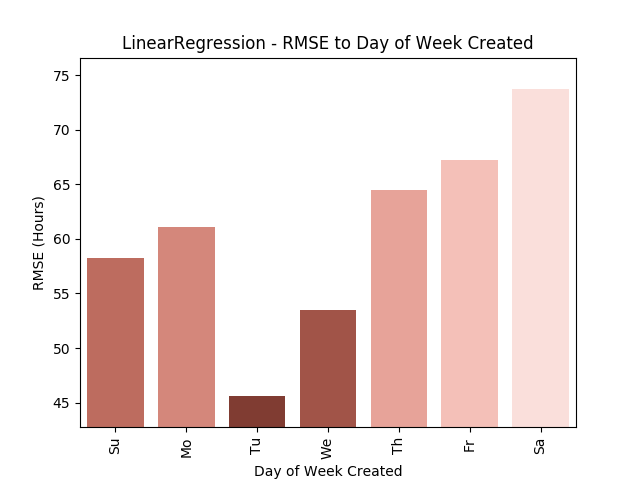 LinearRegression - RMSE to Day of Week Created
75
70
65
60
55
50
45
RMSE (Hours)
Su
Mo
Tu
We
Th
Fr
Sa
Day of Week Created